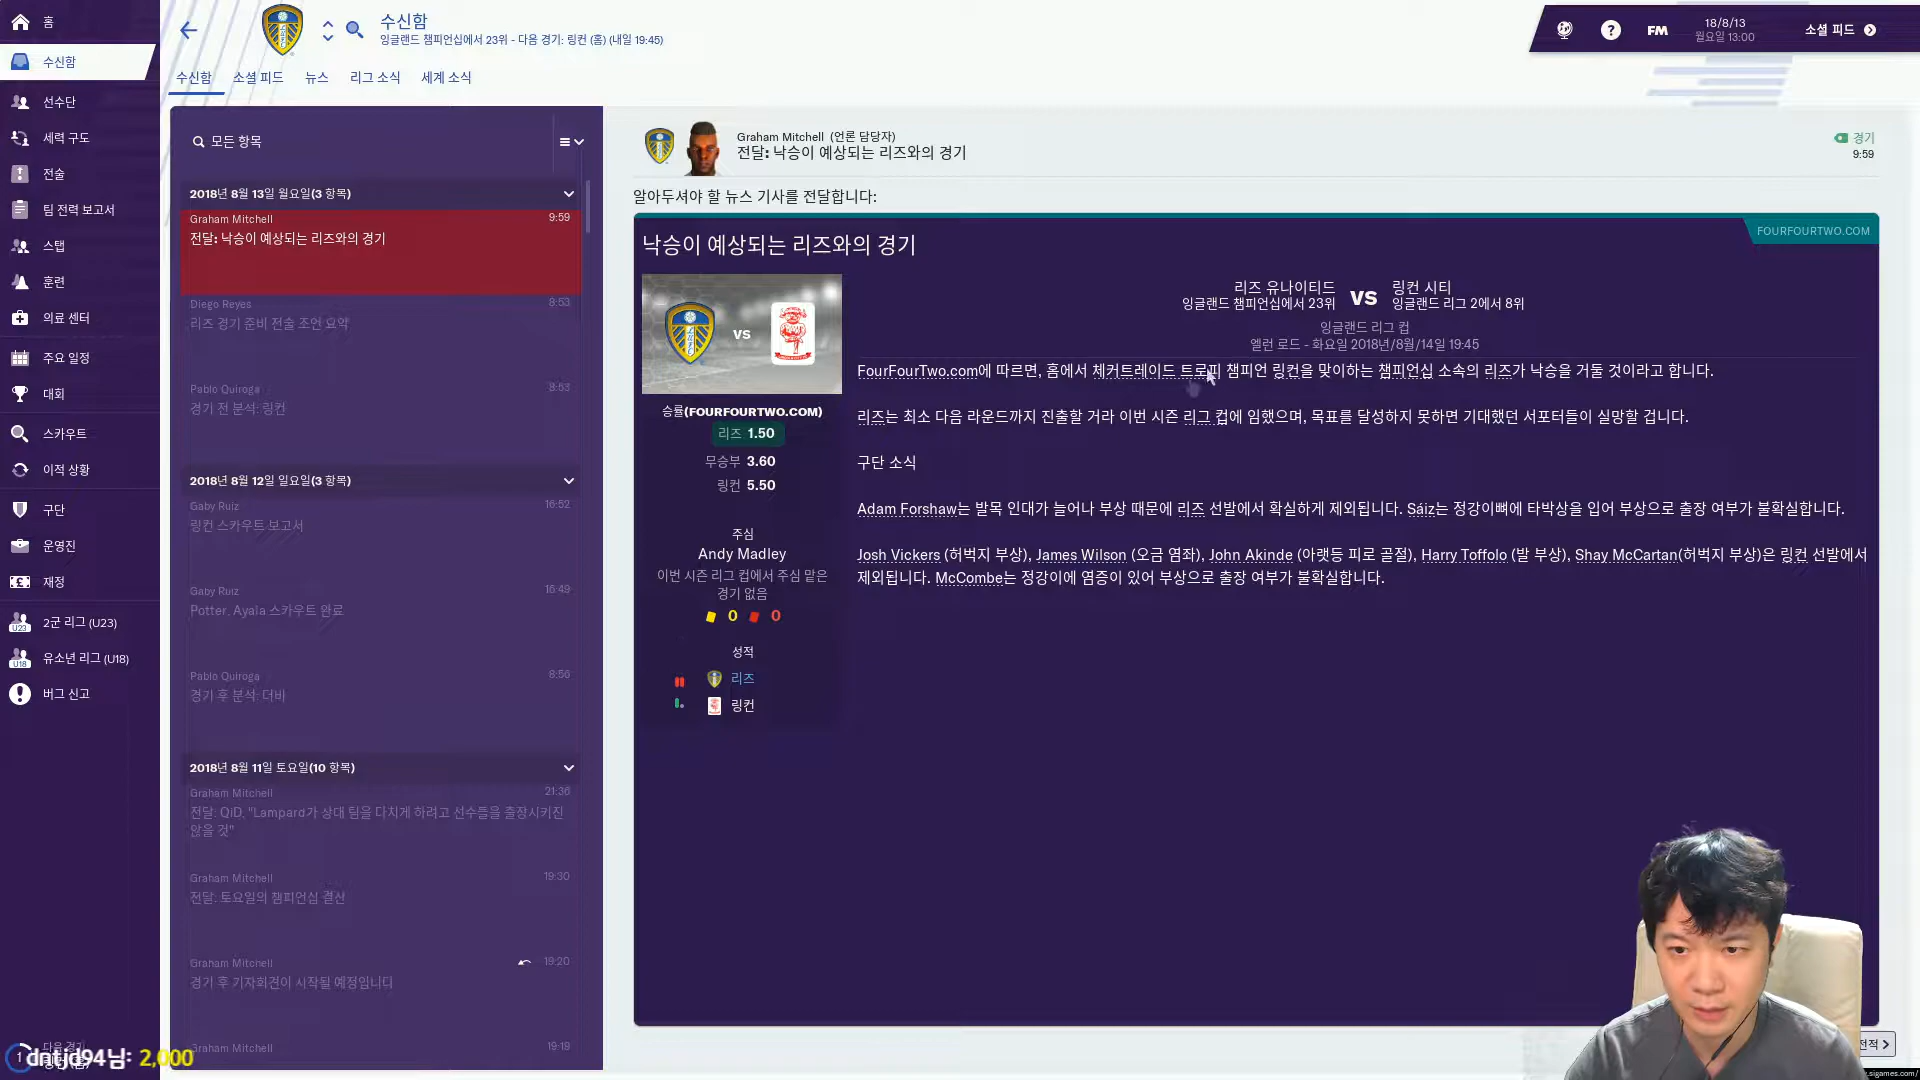 홈
수신함
선수단
세력 구도
전술
팀 전력 보고서
스탭
훈련
의료 센터
주요 일정
대회
스카우트
이적 상황
구단
운영진
재정
2군 리그 (U23)
유소년 리그 (U18)
버그 신고
dntjd94님: 2,000
수신함
잉글랜드 챔피언십에서 23위 - 다음 경기: 링컨 (홈) (내일 19:45)
FM
18/8/13
월요일 13:00
소셜 피드
수신함
소셜 피드
뉴스
리그 소식
세계 소식
모든 항목
2018년 8월 13일 월요일(3 항목)
Graham Mitchell
9:59
전달: 낙승이 예상되는 리즈와의 경기
Diego Reyes
8:53
리즈 경기 준비 전술 조언 요약
Pablo Quiroga
8:53
경기 전 분석: 링컨
2018년 8월 12일 일요일(3 항목)
Gaby Ruiz
16:52
링컨 스카우트 보고서
Gaby Ruiz
16:49
Potter, Ayala 스카우트 완료
Pablo Quiroga
8:56
경기 후 분석: 더바
2018년 8월 11일 토요일(10 항목)
Graham Mitchell
21:36
전달: QiD, "Lampard가 상대 팀을 다치게 하려고 선수들을 출장시키진
않을 것"
Graham Mitchell
19:30
전달: 토요일의 챔피언십 결산
Graham Mitchell
19:20
경기 후 기자회견이 시작될 예정입니다
Graham Mitchell
19:19
Graham Mitchell (언론 담당자)
전달: 낙승이 예상되는 리즈와의 경기
경기
9:59
알아두셔야 할 뉴스 기사를 전달합니다:
낙승이 예상되는 리즈와의 경기
FOURFOURTWO.COM
VS
승률(FOURFOURTWO.COM)
리즈 1.50
무승부 3.60
링컨 5.50
주심
Andy Madley
이번 시즌 리그 컵에서 주심 맡은
경기 없음
0 0
성적
리즈
링컨
리즈 유나이티드
잉글랜드 챔피언십에서 23위
VS
링컨 시티
잉글랜드 리그 2에서 8위
잉글랜드 리그 컵
엘런 로드 - 화요일 2018년/8월/14일 19:45
FourFourTwo.com에 따르면, 홈에서 체커트레이드 트로피 챔피언 링컨을 맞이하는 챔피언십 소속의 리즈가 낙승을 거둘 것이라고 합니다.
리즈는 최소 다음 라운드까지 진출할 거라 이번 시즌 리그 컵에 임했으며, 목표를 달성하지 못하면 기대했던 서포터들이 실망할 겁니다.
구단 소식
Adam Forshaw는 발목 인대가 늘어나 부상 때문에 리즈 선발에서 확실하게 제외됩니다. Sáiz는 정강이뼈에 타박상을 입어 부상으로 출장 여부가 불확실합니다.
Josh Vickers (허벅지 부상), James Wilson (오금 염좌), John Akinde (아랫등 피로 골절), Harry Toffolo (발 부상), Shay McCartan(허벅지 부상)은 링컨 선발에서
제외됩니다. McCombe는 정강이에 염증이 있어 부상으로 출장 여부가 불확실합니다.
전적